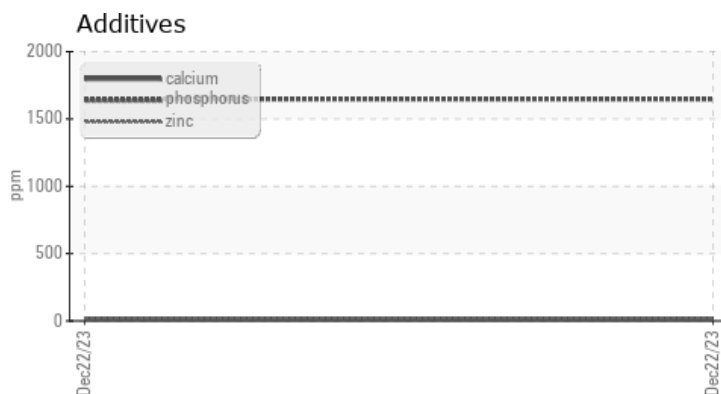 Additives
2000
1500
1000
500
0
ppm
calcium
phosphorus
zinc
Dec22/23
Dec22/23